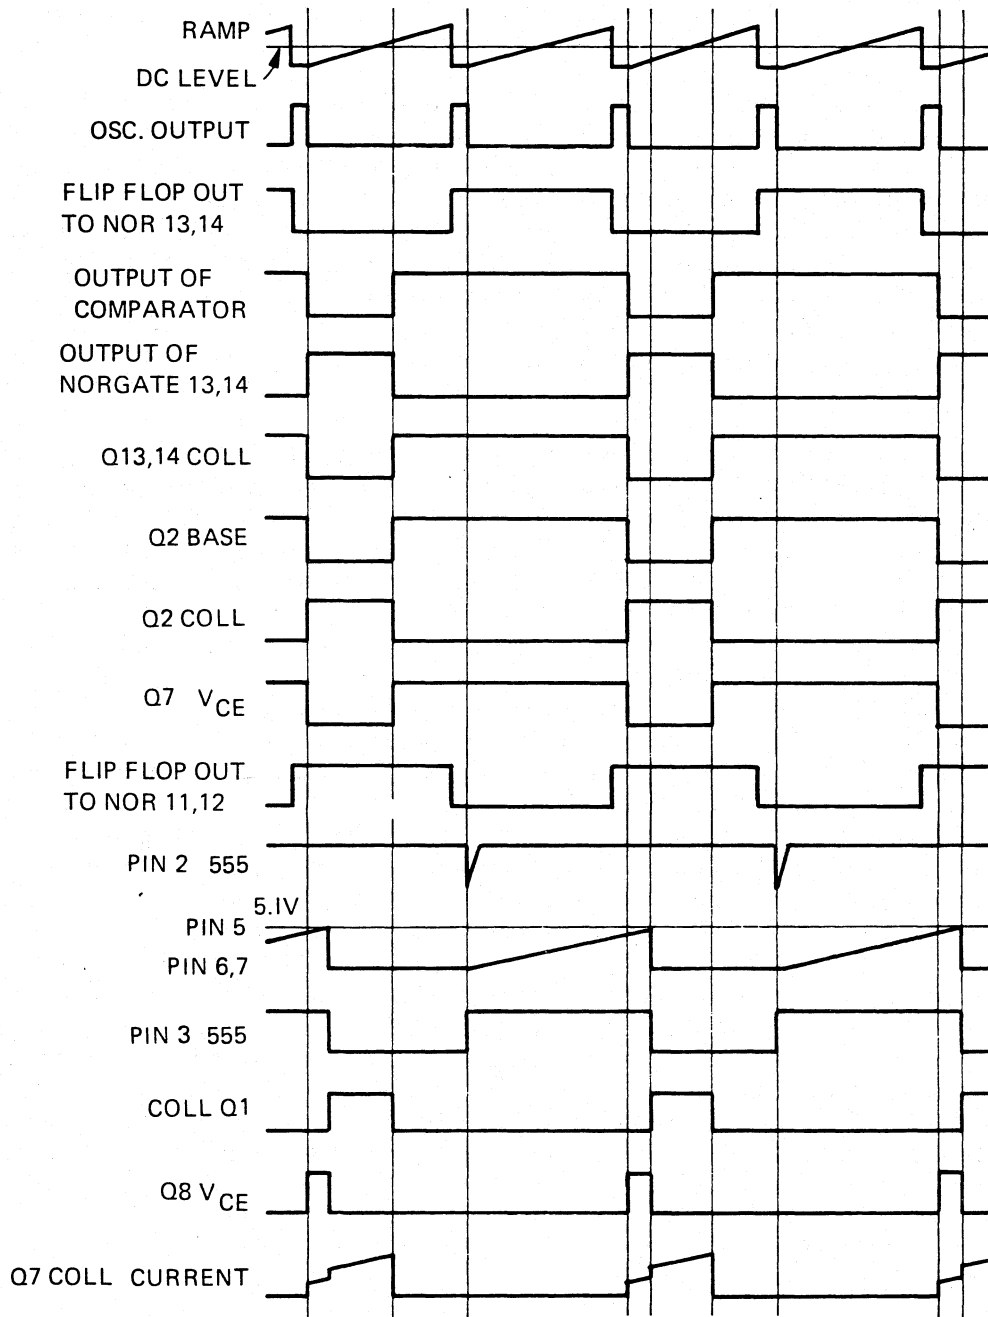 RAMP
DC LEVEL
OSC. OUTPUT
FLIP FLOP OUT
TO NOR 13,14
OUTPUT OF
COMPARATOR
OUTPUT OF
NORGATE 13,14
Q13,14 COLL
Q2 BASE
Q2 COLL
Q7 VCE
FLIP FLOP OUT
TO NOR 11,12
PIN 2 555
5.1V
PIN 5
PIN 6,7
PIN 3 555
COLL Q1
Q8 VCE
Q7 COLL CURRENT